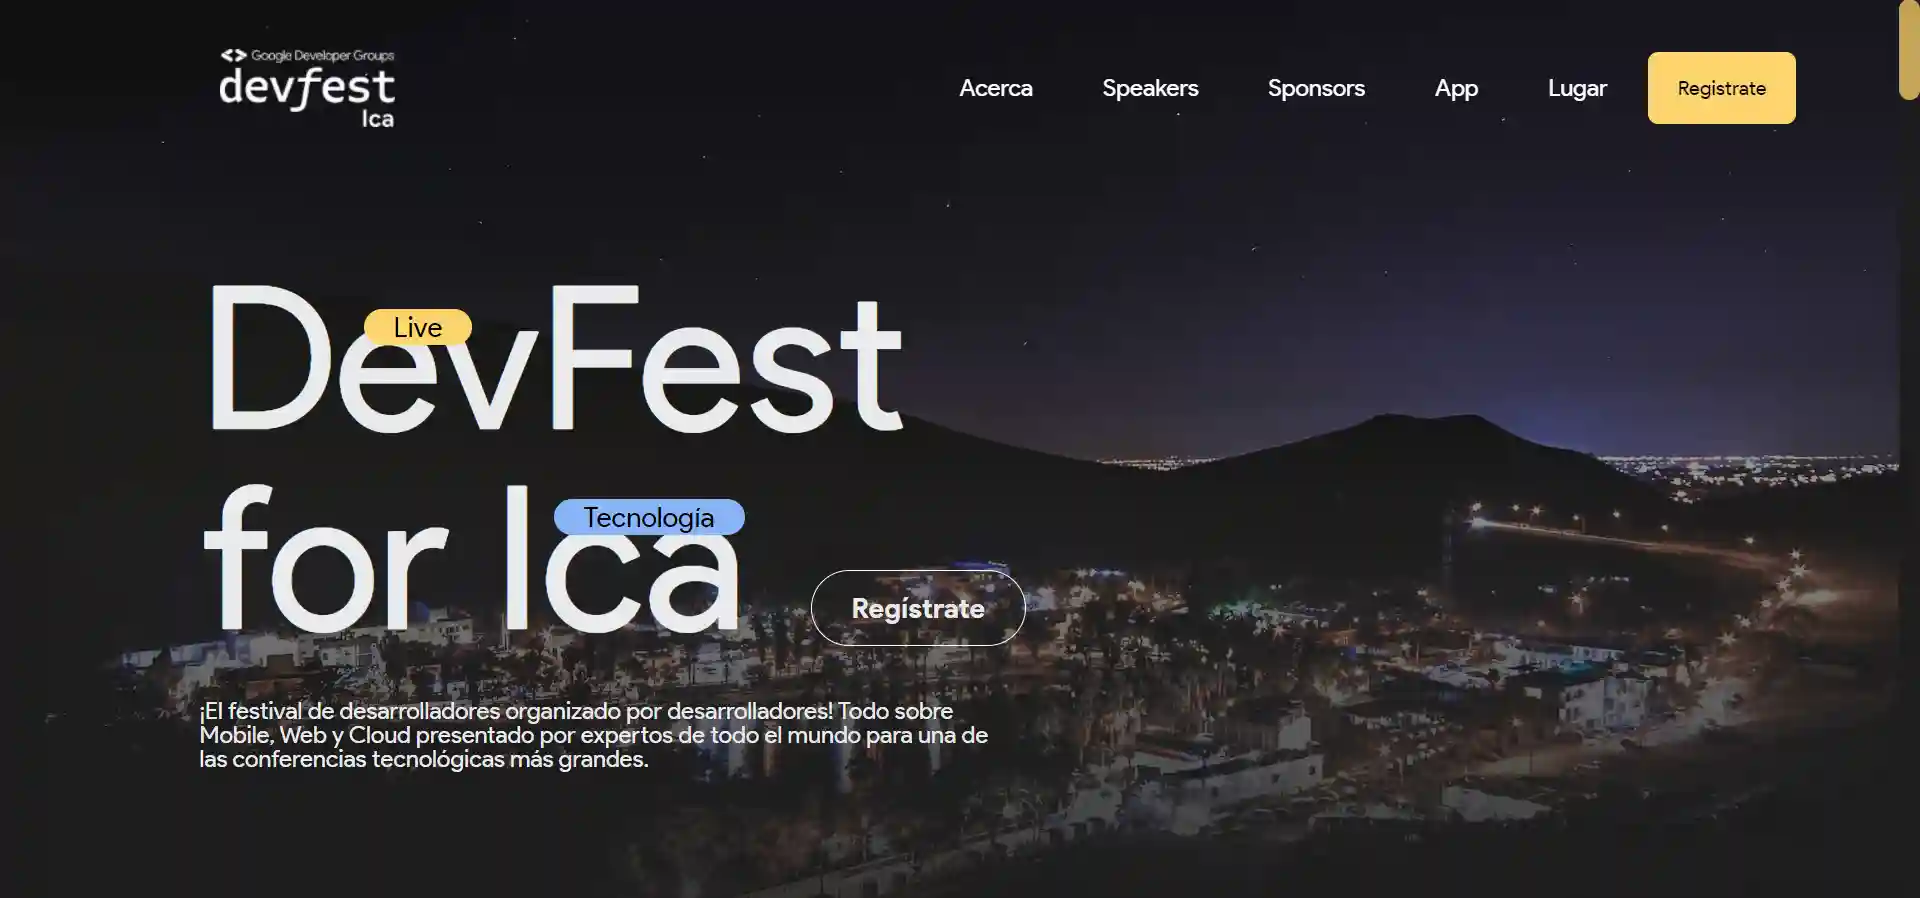 Google Developer Groups
devfest
Ica
Acerca
Speakers
Sponsors
App
Lugar
Registrate
DevFest
Live
for Ica
Tecnología
Regístrate
¡El festival de desarrolladores organizado por desarrolladores! Todo sobre
Mobile, Web y Cloud presentado por expertos de todo el mundo para una de
las conferencias tecnológicas más grandes.